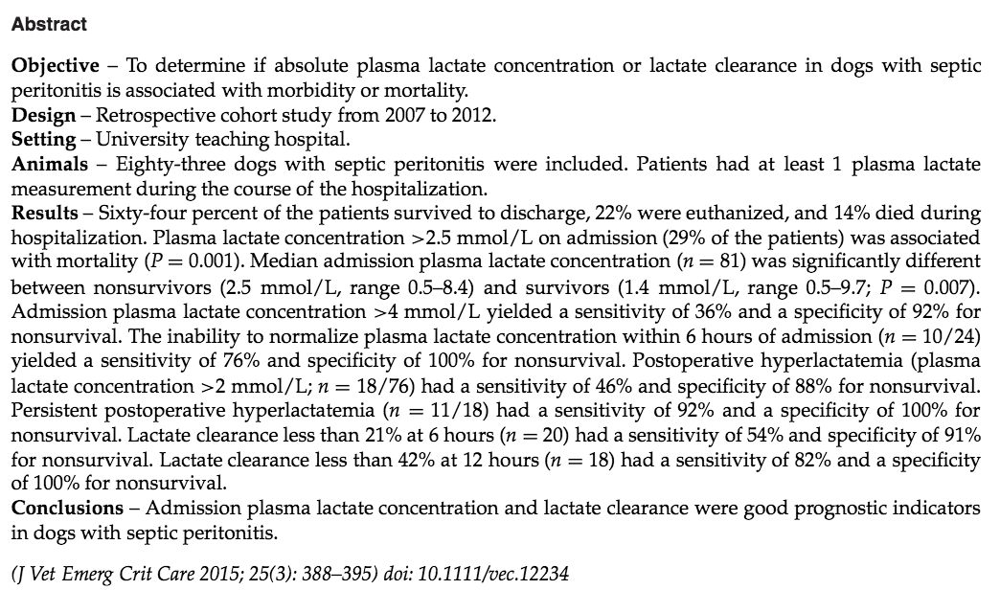 Abstract
Objective – To determine if absolute plasma lactate concentration or lactate clearance in dogs with septic
peritonitis is associated with morbidity or mortality.
Design – Retrospective cohort study from 2007 to 2012.
Setting – University teaching hospital.
Animals – Eighty-three dogs with septic peritonitis were included. Patients had at least 1 plasma lactate
measurement during the course of the hospitalization.
Results – Sixty-four percent of the patients survived to discharge, 22% were euthanized, and 14% died during
hospitalization. Plasma lactate concentration >2.5 mmol/L on admission (29% of the patients) was associated
with mortality (P = 0.001). Median admission plasma lactate concentration (n = 81) was significantly different
between nonsurvivors (2.5 mmol/L, range 0.5–8.4) and survivors (1.4 mmol/L, range 0.5–9.7; P = 0.007).
Admission plasma lactate concentration >4 mmol/L yielded a sensitivity of 36% and a specificity of 92% for
nonsurvival. The inability to normalize plasma lactate concentration within 6 hours of admission (n = 10/24)
yielded a sensitivity of 76% and specificity of 100% for nonsurvival. Postoperative hyperlactatemia (plasma
lactate concentration >2 mmol/L; n = 18/76) had a sensitivity of 46% and specificity of 88% for nonsurvival.
Persistent postoperative hyperlactatemia (n = 11/18) had a sensitivity of 92% and a specificity of 100% for
nonsurvival. Lactate clearance less than 21% at 6 hours (n = 20) had a sensitivity of 54% and specificity of 91%
for nonsurvival. Lactate clearance less than 42% at 12 hours (n = 18) had a sensitivity of 82% and a specificity
of 100% for nonsurvival.
Conclusions – Admission plasma lactate concentration and lactate clearance were good prognostic indicators
in dogs with septic peritonitis.
(J Vet Emerg Crit Care 2015; 25(3): 388–395) doi: 10.1111/vec.12234